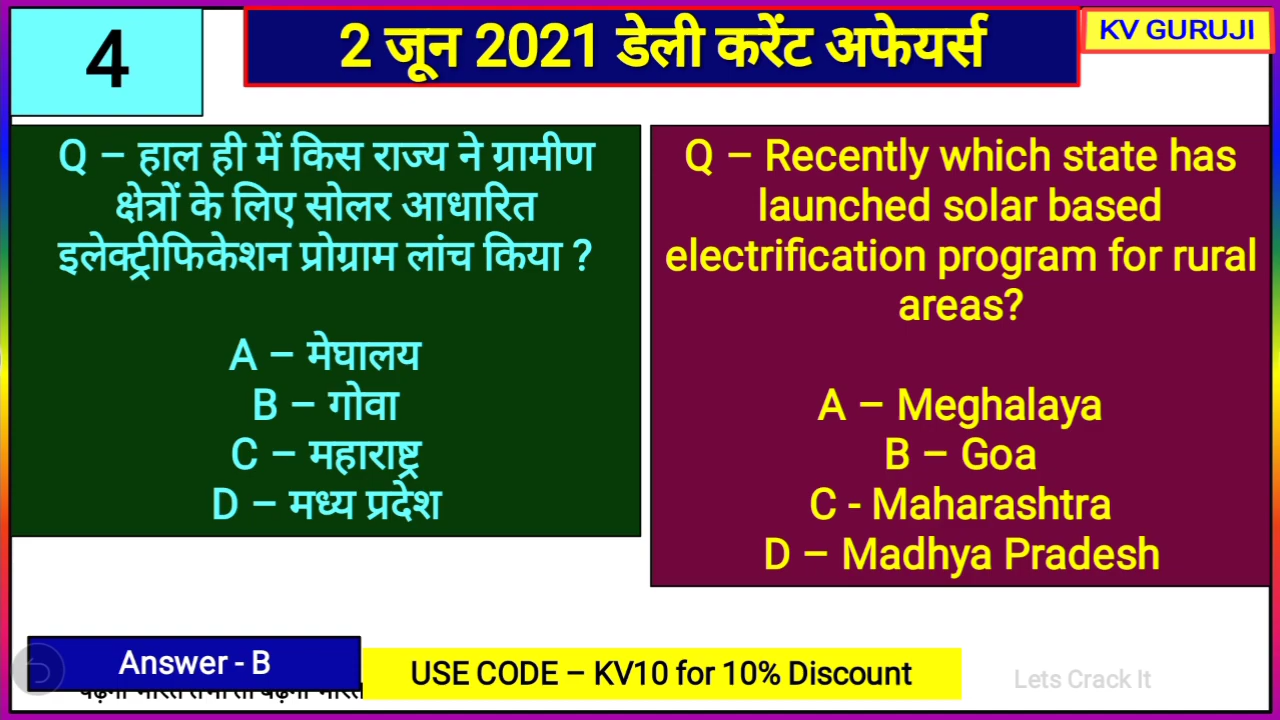 4
2 जून 2021 डेली करेंट अफेयर्स
KV GURUJI
Q – हाल ही में किस राज्य ने ग्रामीण
क्षेत्रों के लिए सोलर आधारित
इलेक्ट्रीफिकेशन प्रोग्राम लांच किया ?
A – मेघालय
B – गोवा
C – महाराष्ट्र
D – मध्य प्रदेश
Q – Recently which state has
launched solar based
electrification program for rural
areas?
A – Meghalaya
B – Goa
C - Maharashtra
D – Madhya Pradesh
Answer - B
USE CODE – KV10 for 10% Discount
Lets Crack It